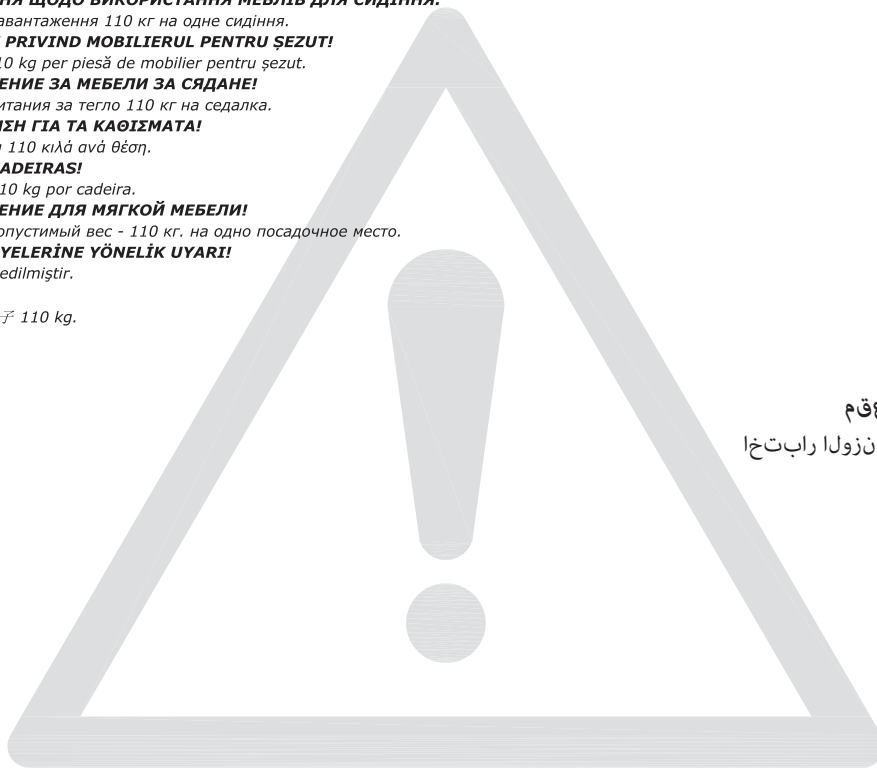 ЩОДО ВИКОРИСТАННЯ МЕБЛІВ ДЛЯ СИДІННЯ.
авантаження 110 кг на одне сидіння.
PRIVIND MOBILIERUL PENTRU ȘEZUT!
10 kg per piesă de mobilier pentru șezut.
ЕНИЕ ЗА МЕБЕЛИ ЗА СЯДАНЕ!
итания за тегло 110 кг на седалка.
ΣΗ ΓΙΑ ΤΑ ΚΑΘΙΣΜΑΤΑ!
110 κιλά ανά θέση.
ADEIRAS!
10 kg por cadeira.
ЕНИЕ ДЛЯ МЯГКОЙ МЕБЕЛИ!
опустимый вес - 110 кг. на одно посадочное место.
YELERİNE YÖNELİK UYARI!
edilmiştir.
子 110 kg.
نزولا رابتخا